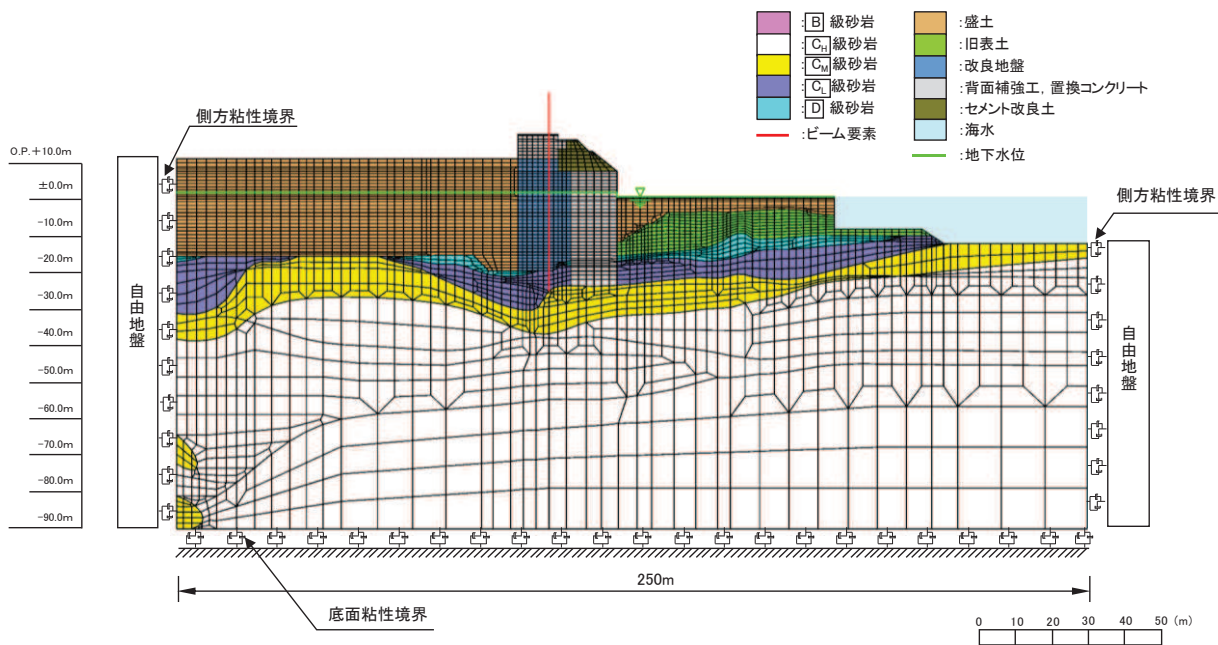 :B 級砂岩
:CH 級砂岩
:CM 級砂岩
:CL 級砂岩
:D 級砂岩
:ビーム要素
:盛土
:旧表土
:改良地盤
:背面補強工，置換コンクリート
:セメント改良土
:海水
:地下水位
側方粘性境界
側方粘性境界
O.P.+10.0m
±0.0m
-10.0m
-20.0m
-30.0m
-40.0m
-50.0m
-60.0m
-70.0m
-80.0m
-90.0m
自由地盤
自由地盤
250m
底面粘性境界
0 10 20 30 40 50 (m)